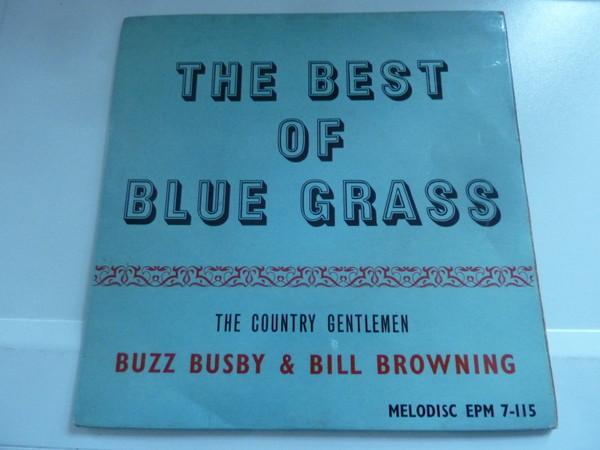 THE BEST
OF
BLUE GRASS
THE COUNTRY GENTLEMEN
BUZZ BUSBY & BILL BROWNING
MELODISC EPM 7-115